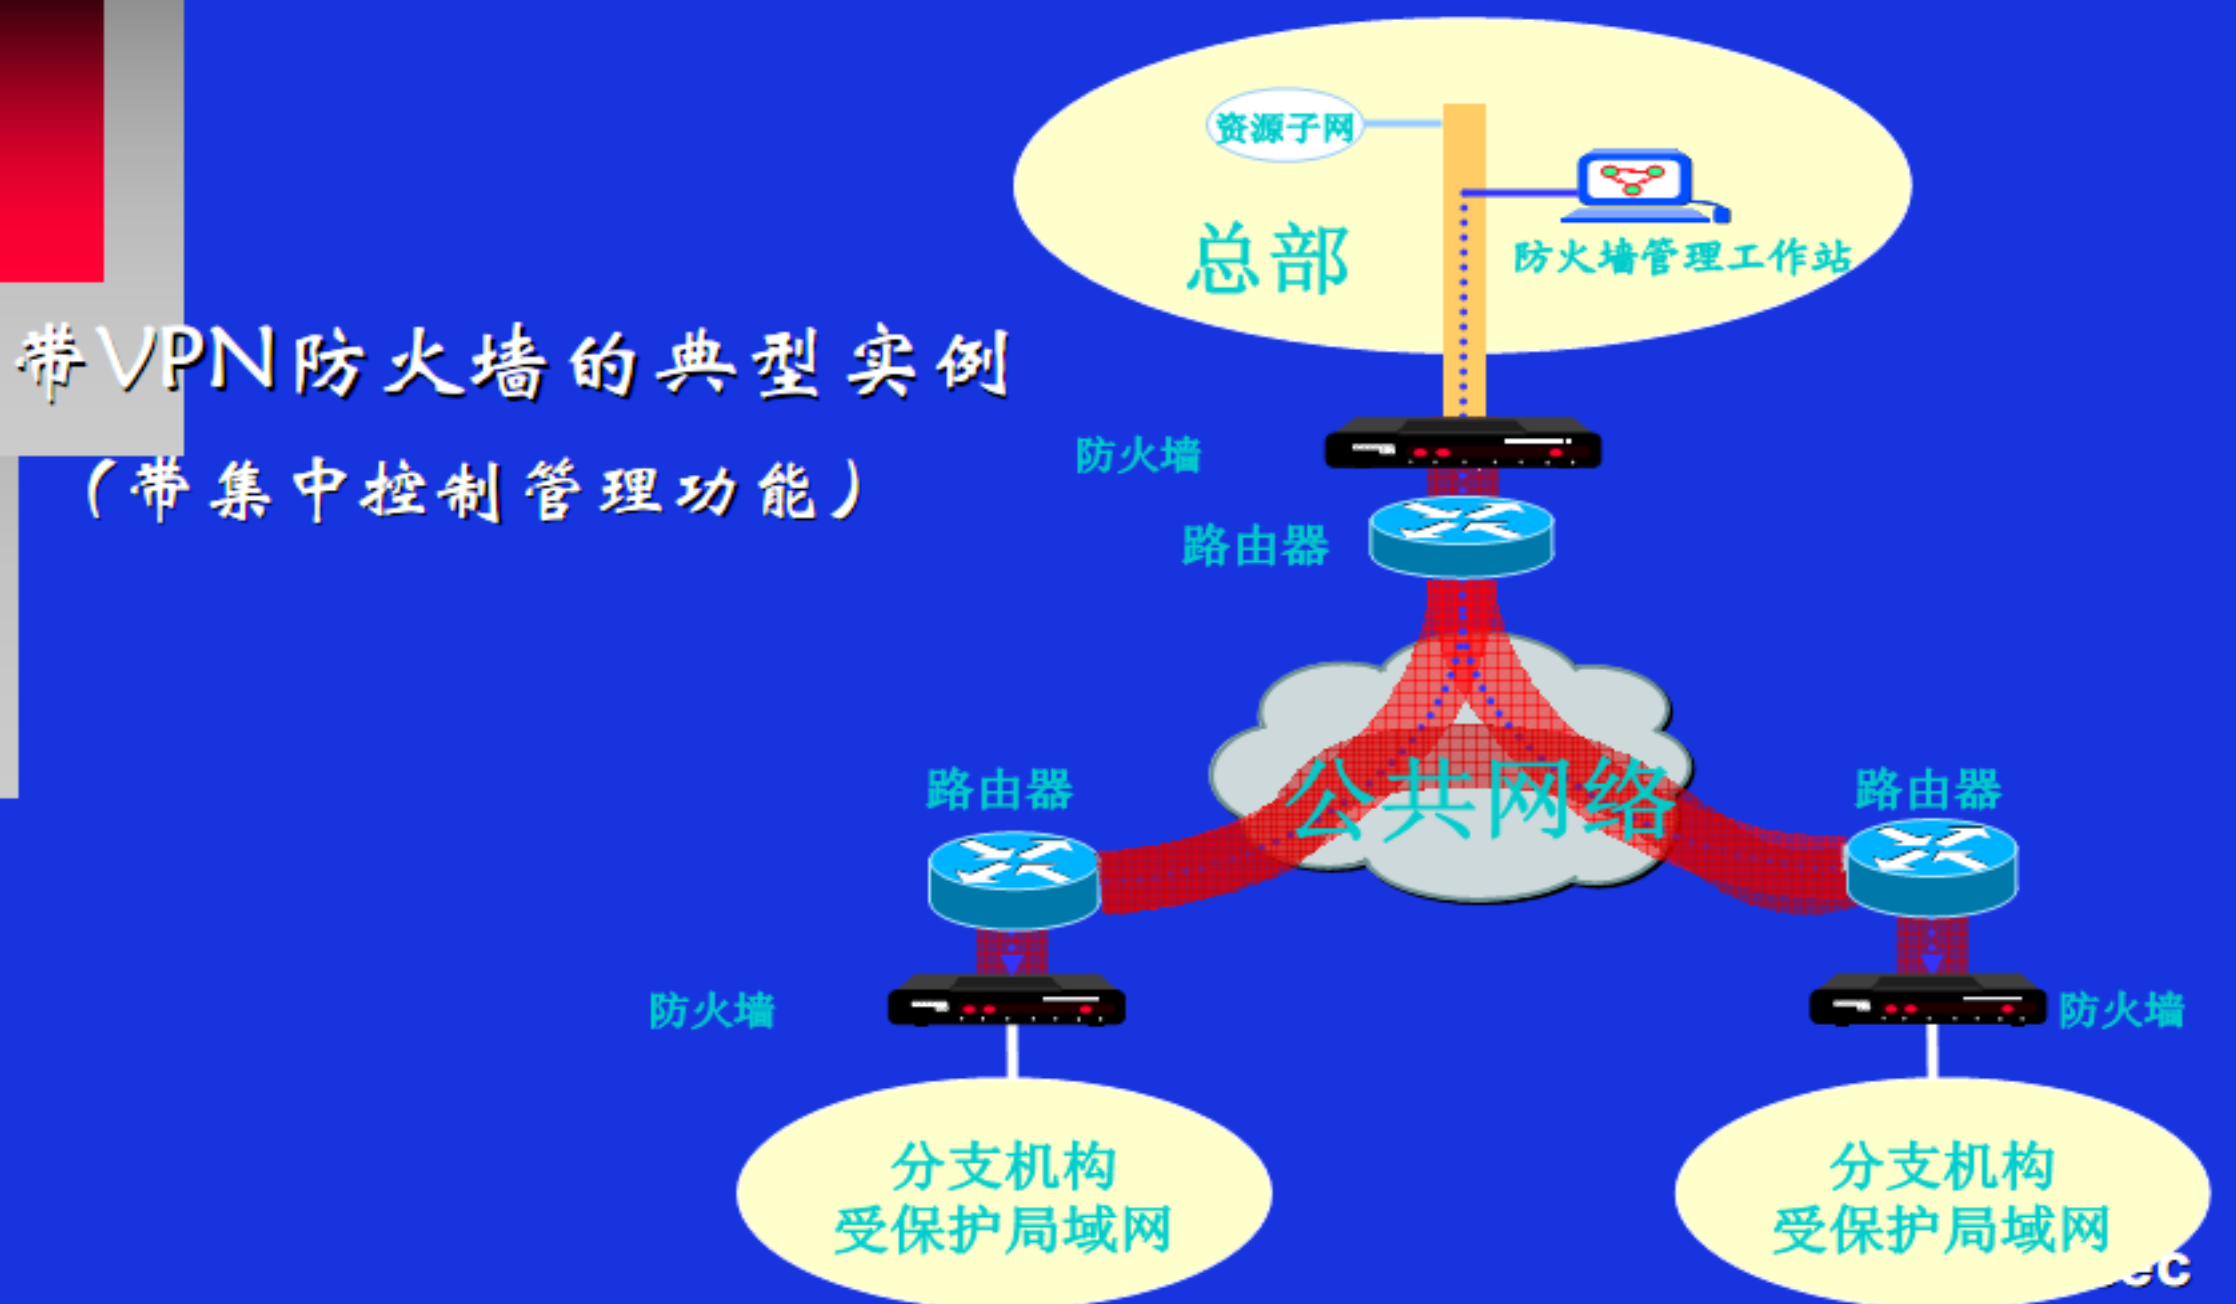 资源子网
总部
防火墙管理工作站
带VPN防火墙的典型实例
（带集中控制管理功能）
防火墙
路由器
公共网络
路由器
路由器
防火墙
防火墙
分支机构
受保护局域网
分支机构
受保护局域网